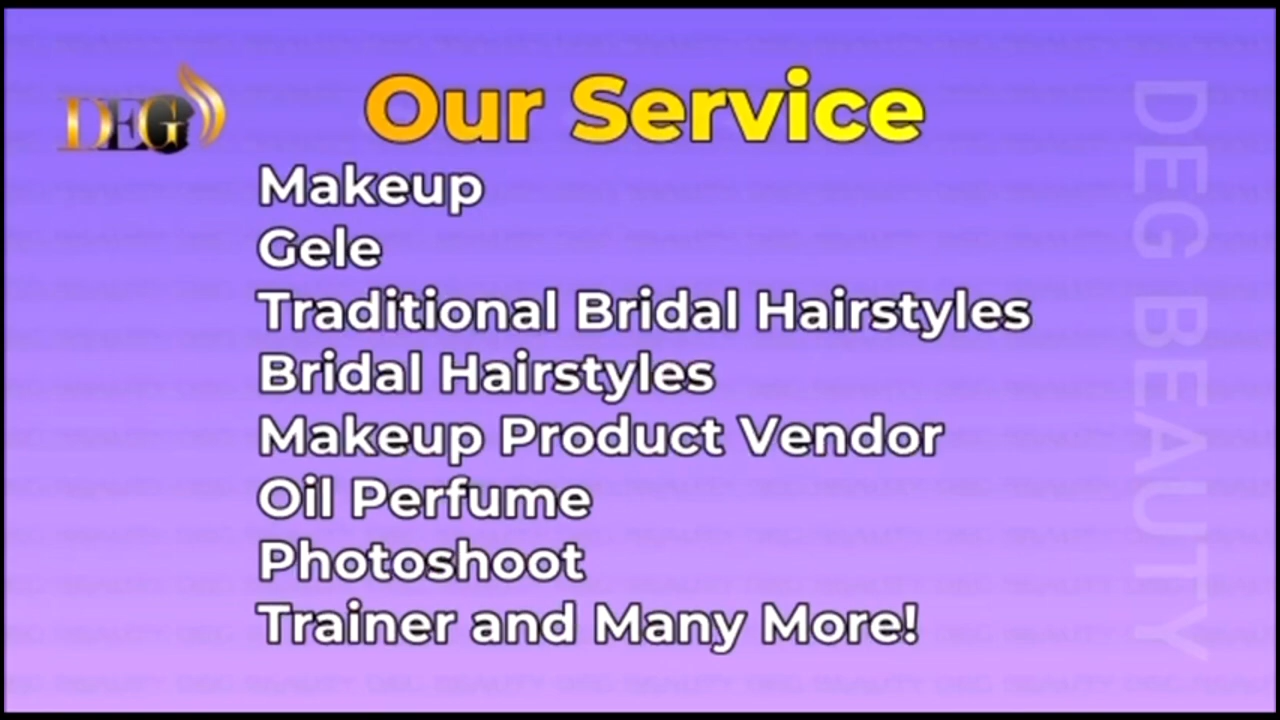 DEG
Our Service
Makeup
Gele
Traditional Bridal Hairstyles
Bridal Hairstyles
Makeup Product Vendor
Oil Perfume
Photoshoot
Trainer and Many More!
DEG BEAUTY